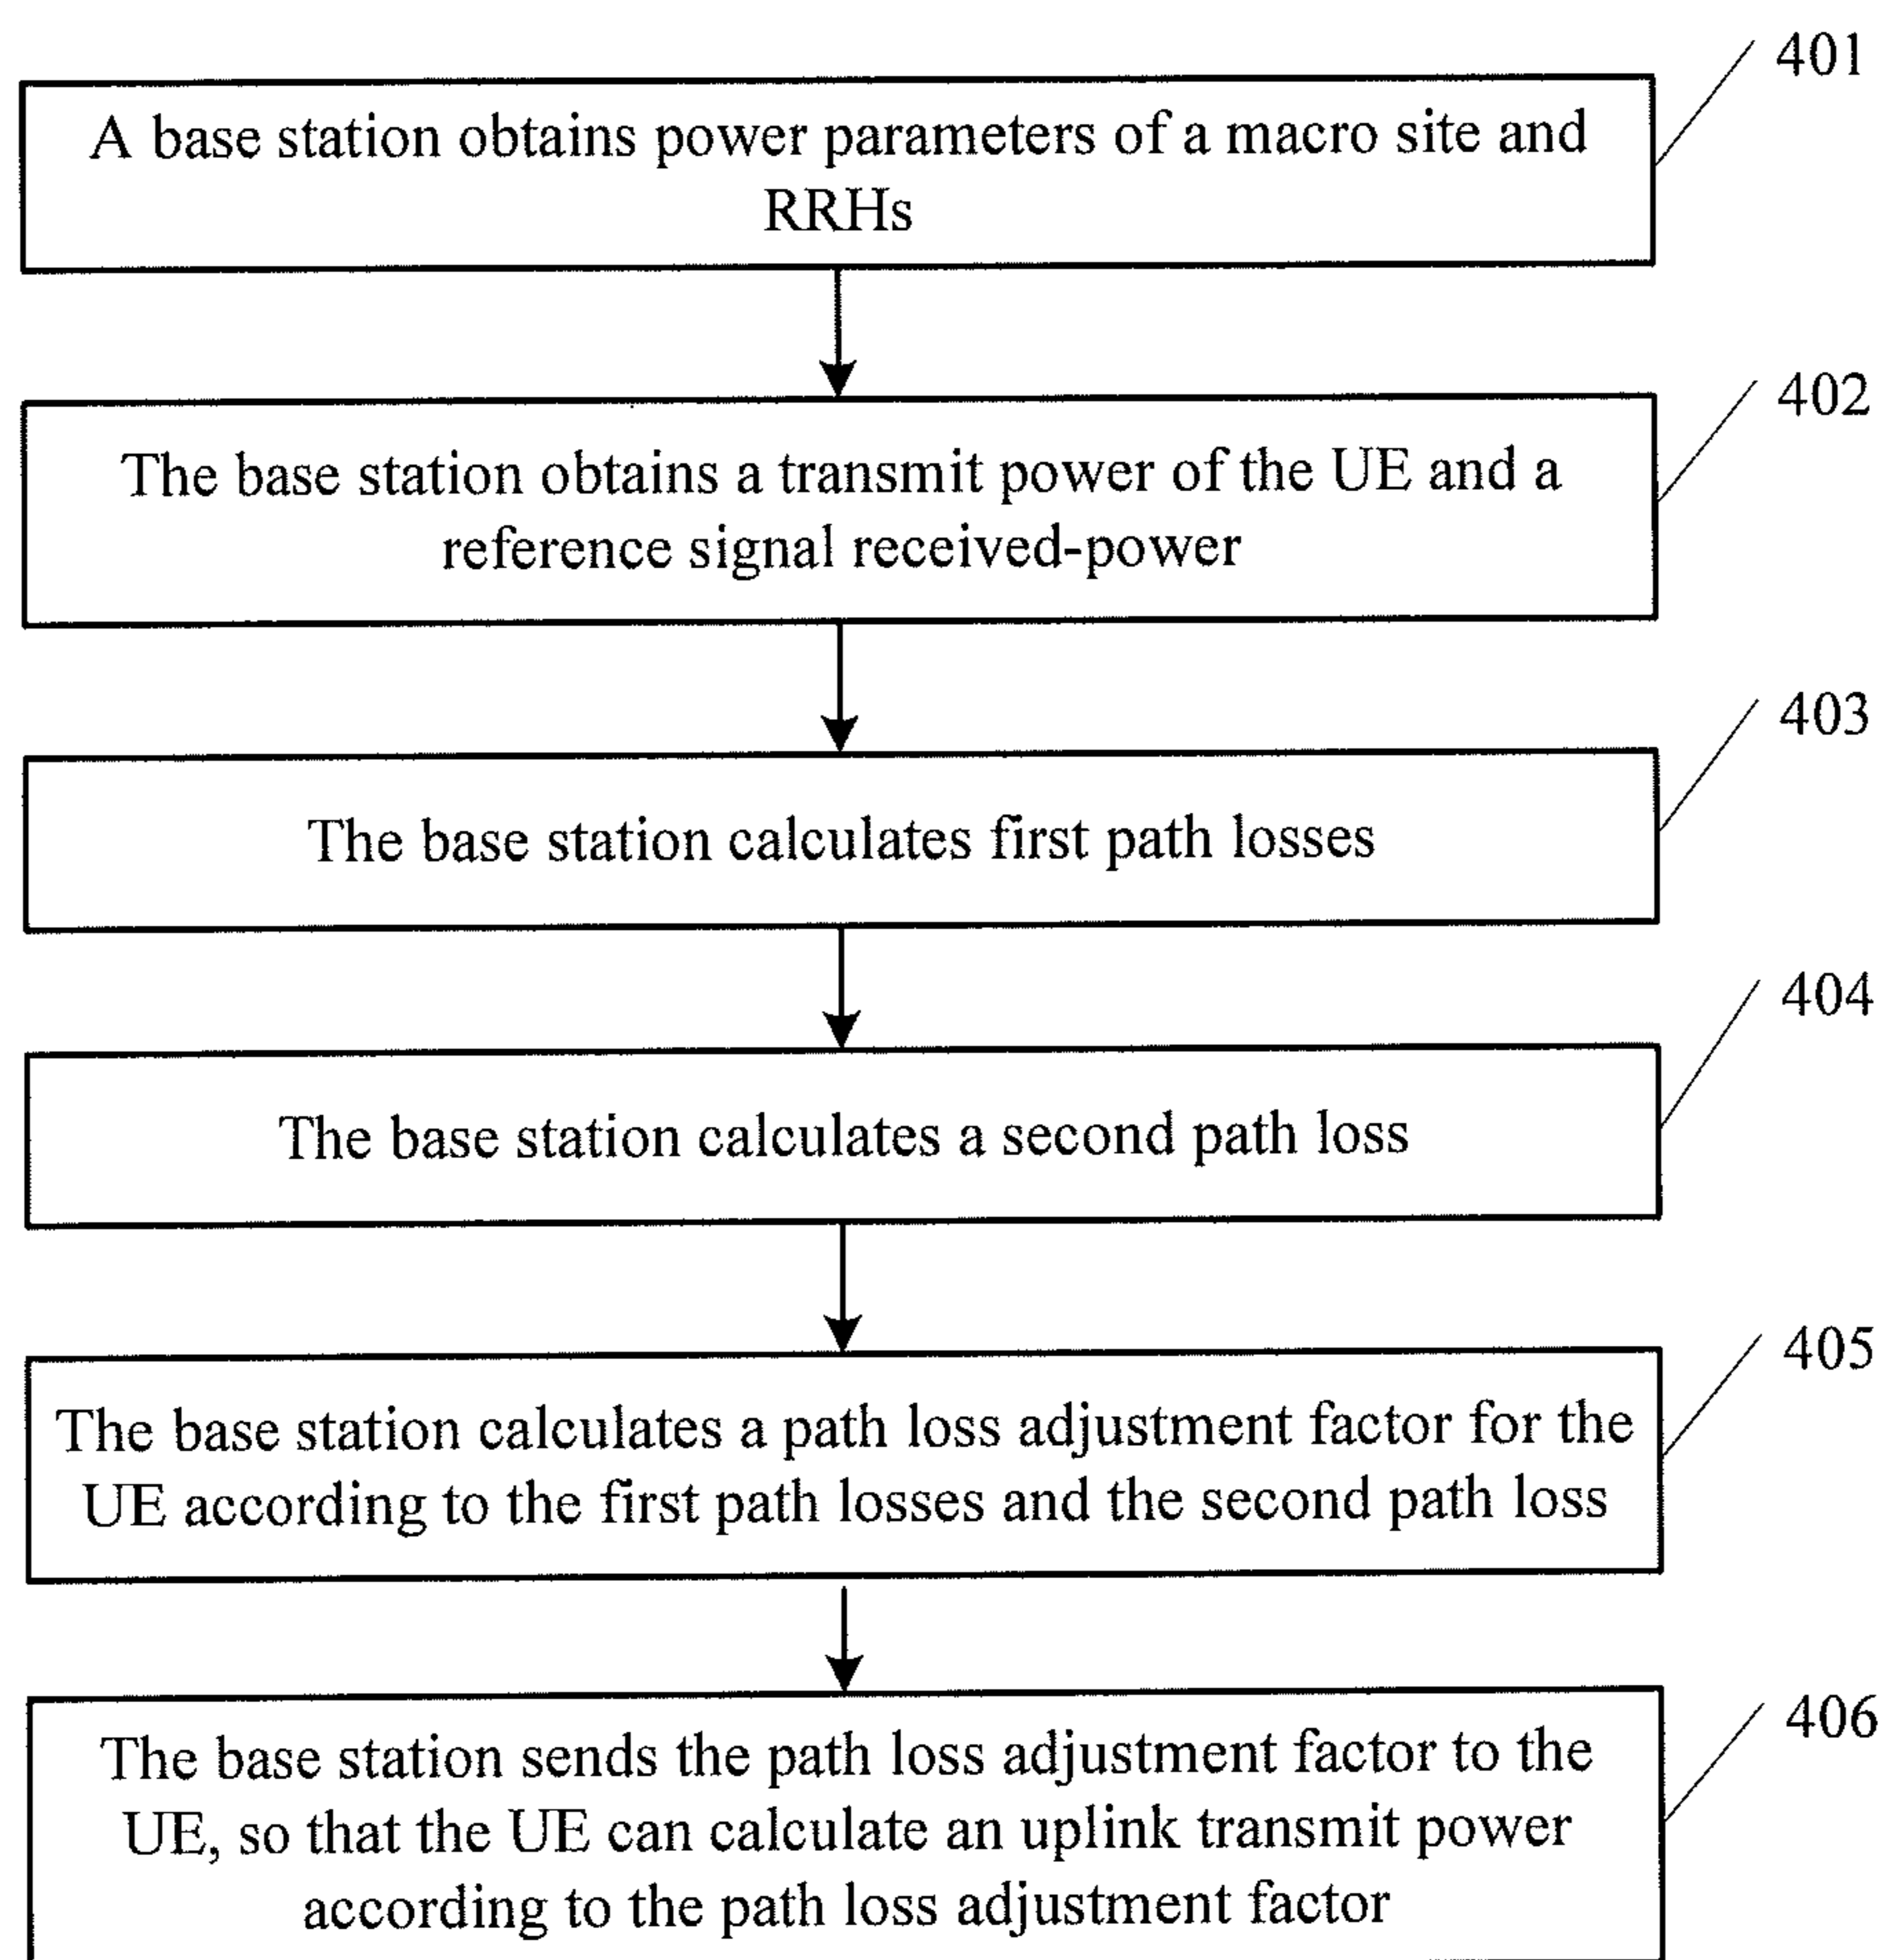 401
A base station obtains power parameters of a macro site and
RRHs
402
The base station obtains a transmit power of the UE and a
reference signal received-power
403
The base station calculates first path losses
404
The base station calculates a second path loss
405
The base station calculates a path loss adjustment factor for the
UE according to the first path losses and the second path loss
406
The base station sends the path loss adjustment factor to the
UE, so that the UE can calculate an uplink transmit power
according to the path loss adjustment factor